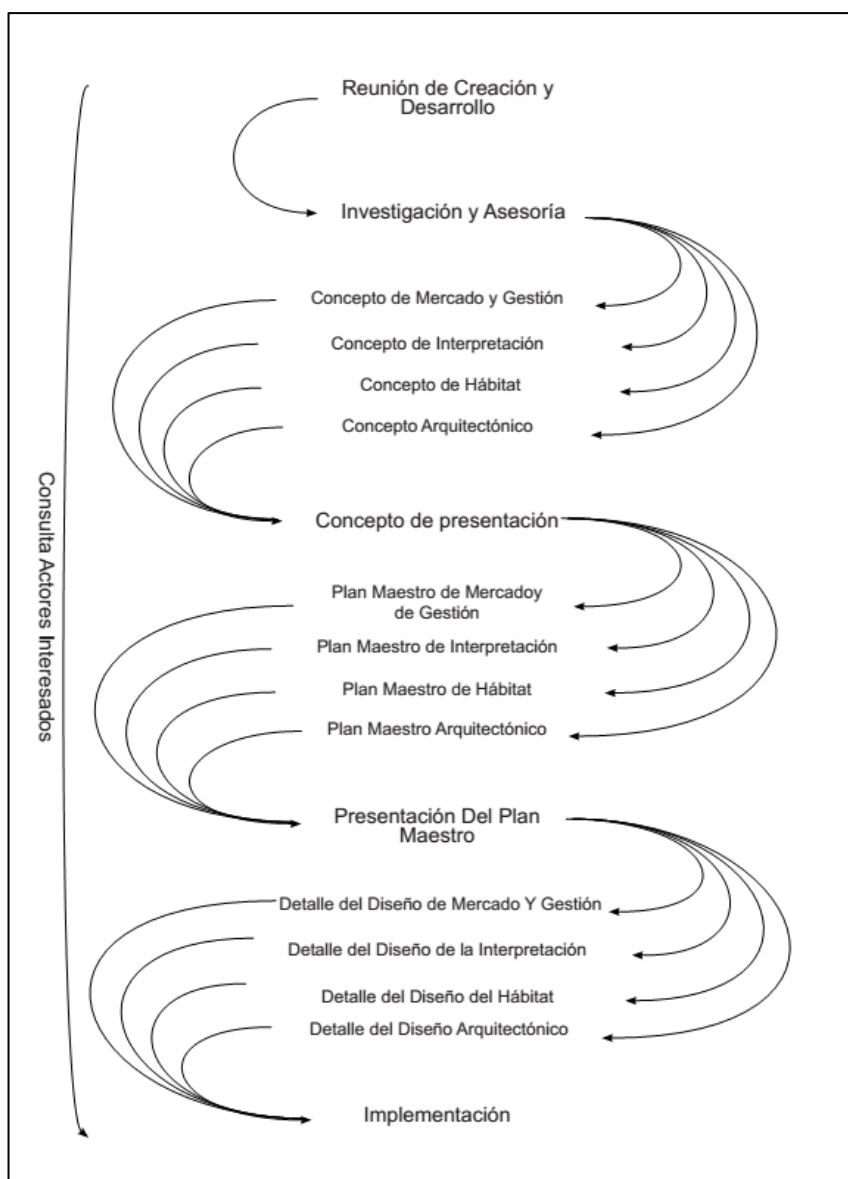 Reunión de Creación y
Desarrollo
Investigación y Asesoría
Concepto de Mercado y Gestión
Concepto de Interpretación
Concepto de Hábitat
Concepto Arquitectónico
Concepto de presentación
Plan Maestro de Mercadoy
de Gestión
Plan Maestro de Interpretación
Plan Maestro de Hábitat
Plan Maestro Arquitectónico
Presentación Del Plan
Maestro
Detalle del Diseño de Mercado Y Gestión
Detalle del Diseño de la Interpretación
Detalle del Diseño del Hábitat
Detalle del Diseño Arquitectónico
Implementación
Consulta Actores Interesados